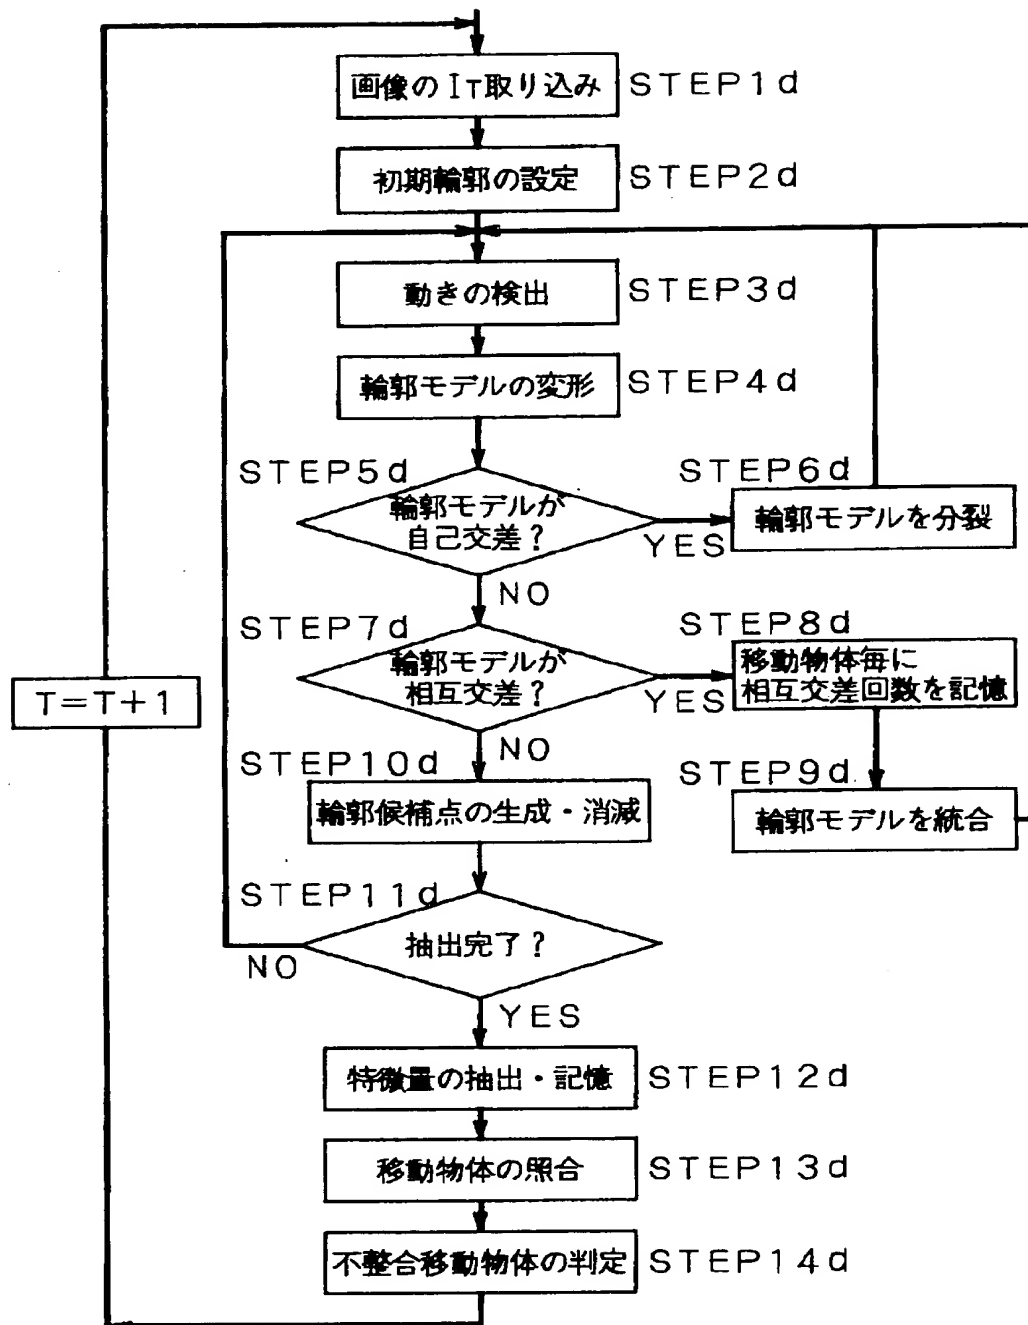 画像のIT取り込み
STEP1d
初期輪郭の設定
STEP2d
動きの検出
STEP3d
輪郭モデルの変形
STEP4d
STEP5d
輪郭モデルが
自己交差?
YES
NO
STEP6d
輪郭モデルを分裂
STEP7d
輪郭モデルが
相互交差?
YES
NO
STEP8d
移動物体毎に
相互交差回数を記憶
T=T+1
STEP9d
輪郭モデルを統合
STEP10d
輪郭候補点の生成・消滅
STEP11d
抽出完了?
NO
YES
特徴量の抽出・記憶
STEP12d
移動物体の照合
STEP13d
不整合移動物体の判定
STEP14d